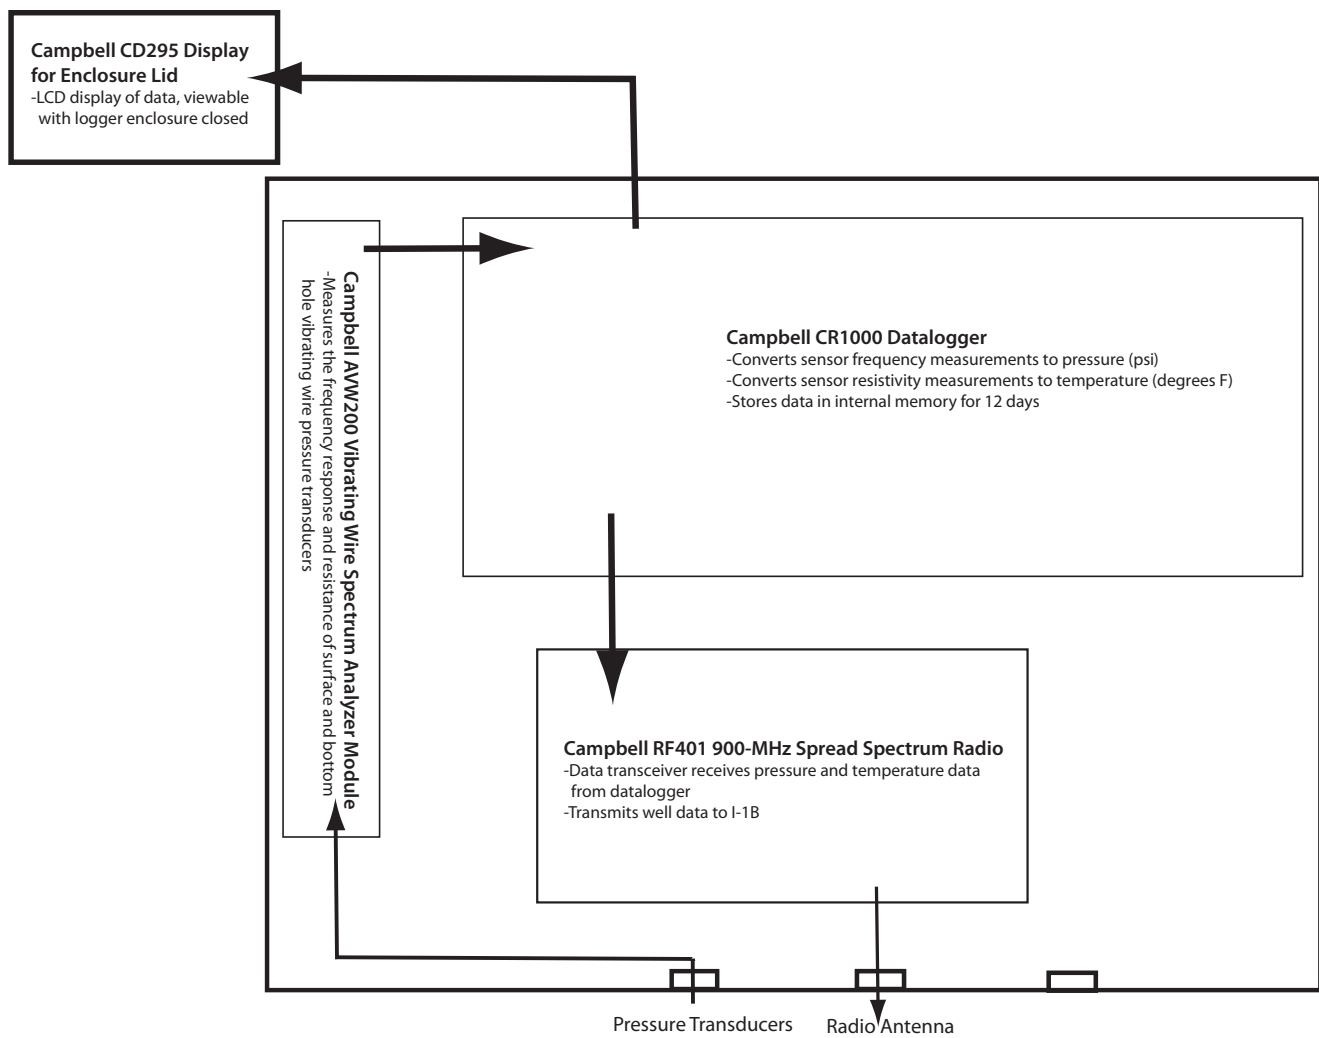 Campbell CD295 Display
for Enclosure Lid
-LCD display of data, viewable
with logger enclosure closed
Campbell AVW200 Vibrating Wire Spectrum Analyzer Module
-Measures the frequency response and resistance of surface and bottom
hole vibrating wire pressure transducers
Campbell CR1000 Datalogger
-Converts sensor frequency measurements to pressure (psi)
-Converts sensor resistivity measurements to temperature (degrees F)
-Stores data in internal memory for 12 days
Campbell RF401 900-MHz Spread Spectrum Radio
-Data transceiver receives pressure and temperature data
from datalogger
-Transmits well data to I-1B
Pressure Transducers
Radio Antenna